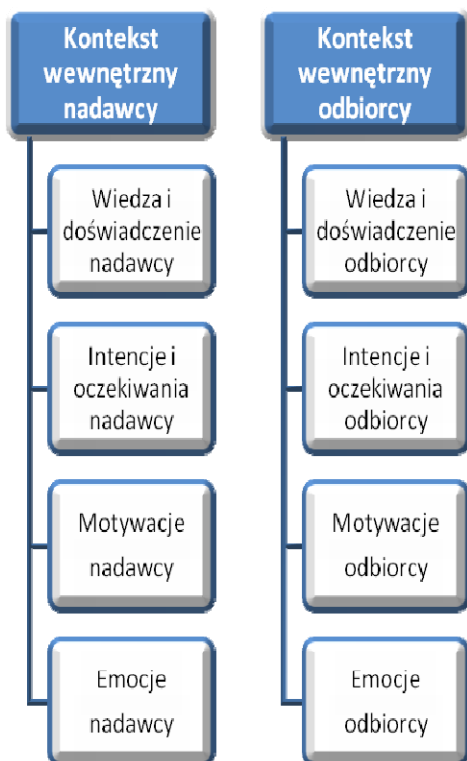 Kontekst
wewnętrzny
nadawcy
Wiedza i
doświadczenie
nadawcy
Intencje i
oczekiwania
nadawcy
Motywacje
nadawcy
Emocje
nadawcy
Kontekst
wewnętrzny
odbiorcy
Wiedza i
doświadczenie
odbiorcy
Intencje i
oczekiwania
odbiorcy
Motywacje
odbiorcy
Emocje
odbiorcy